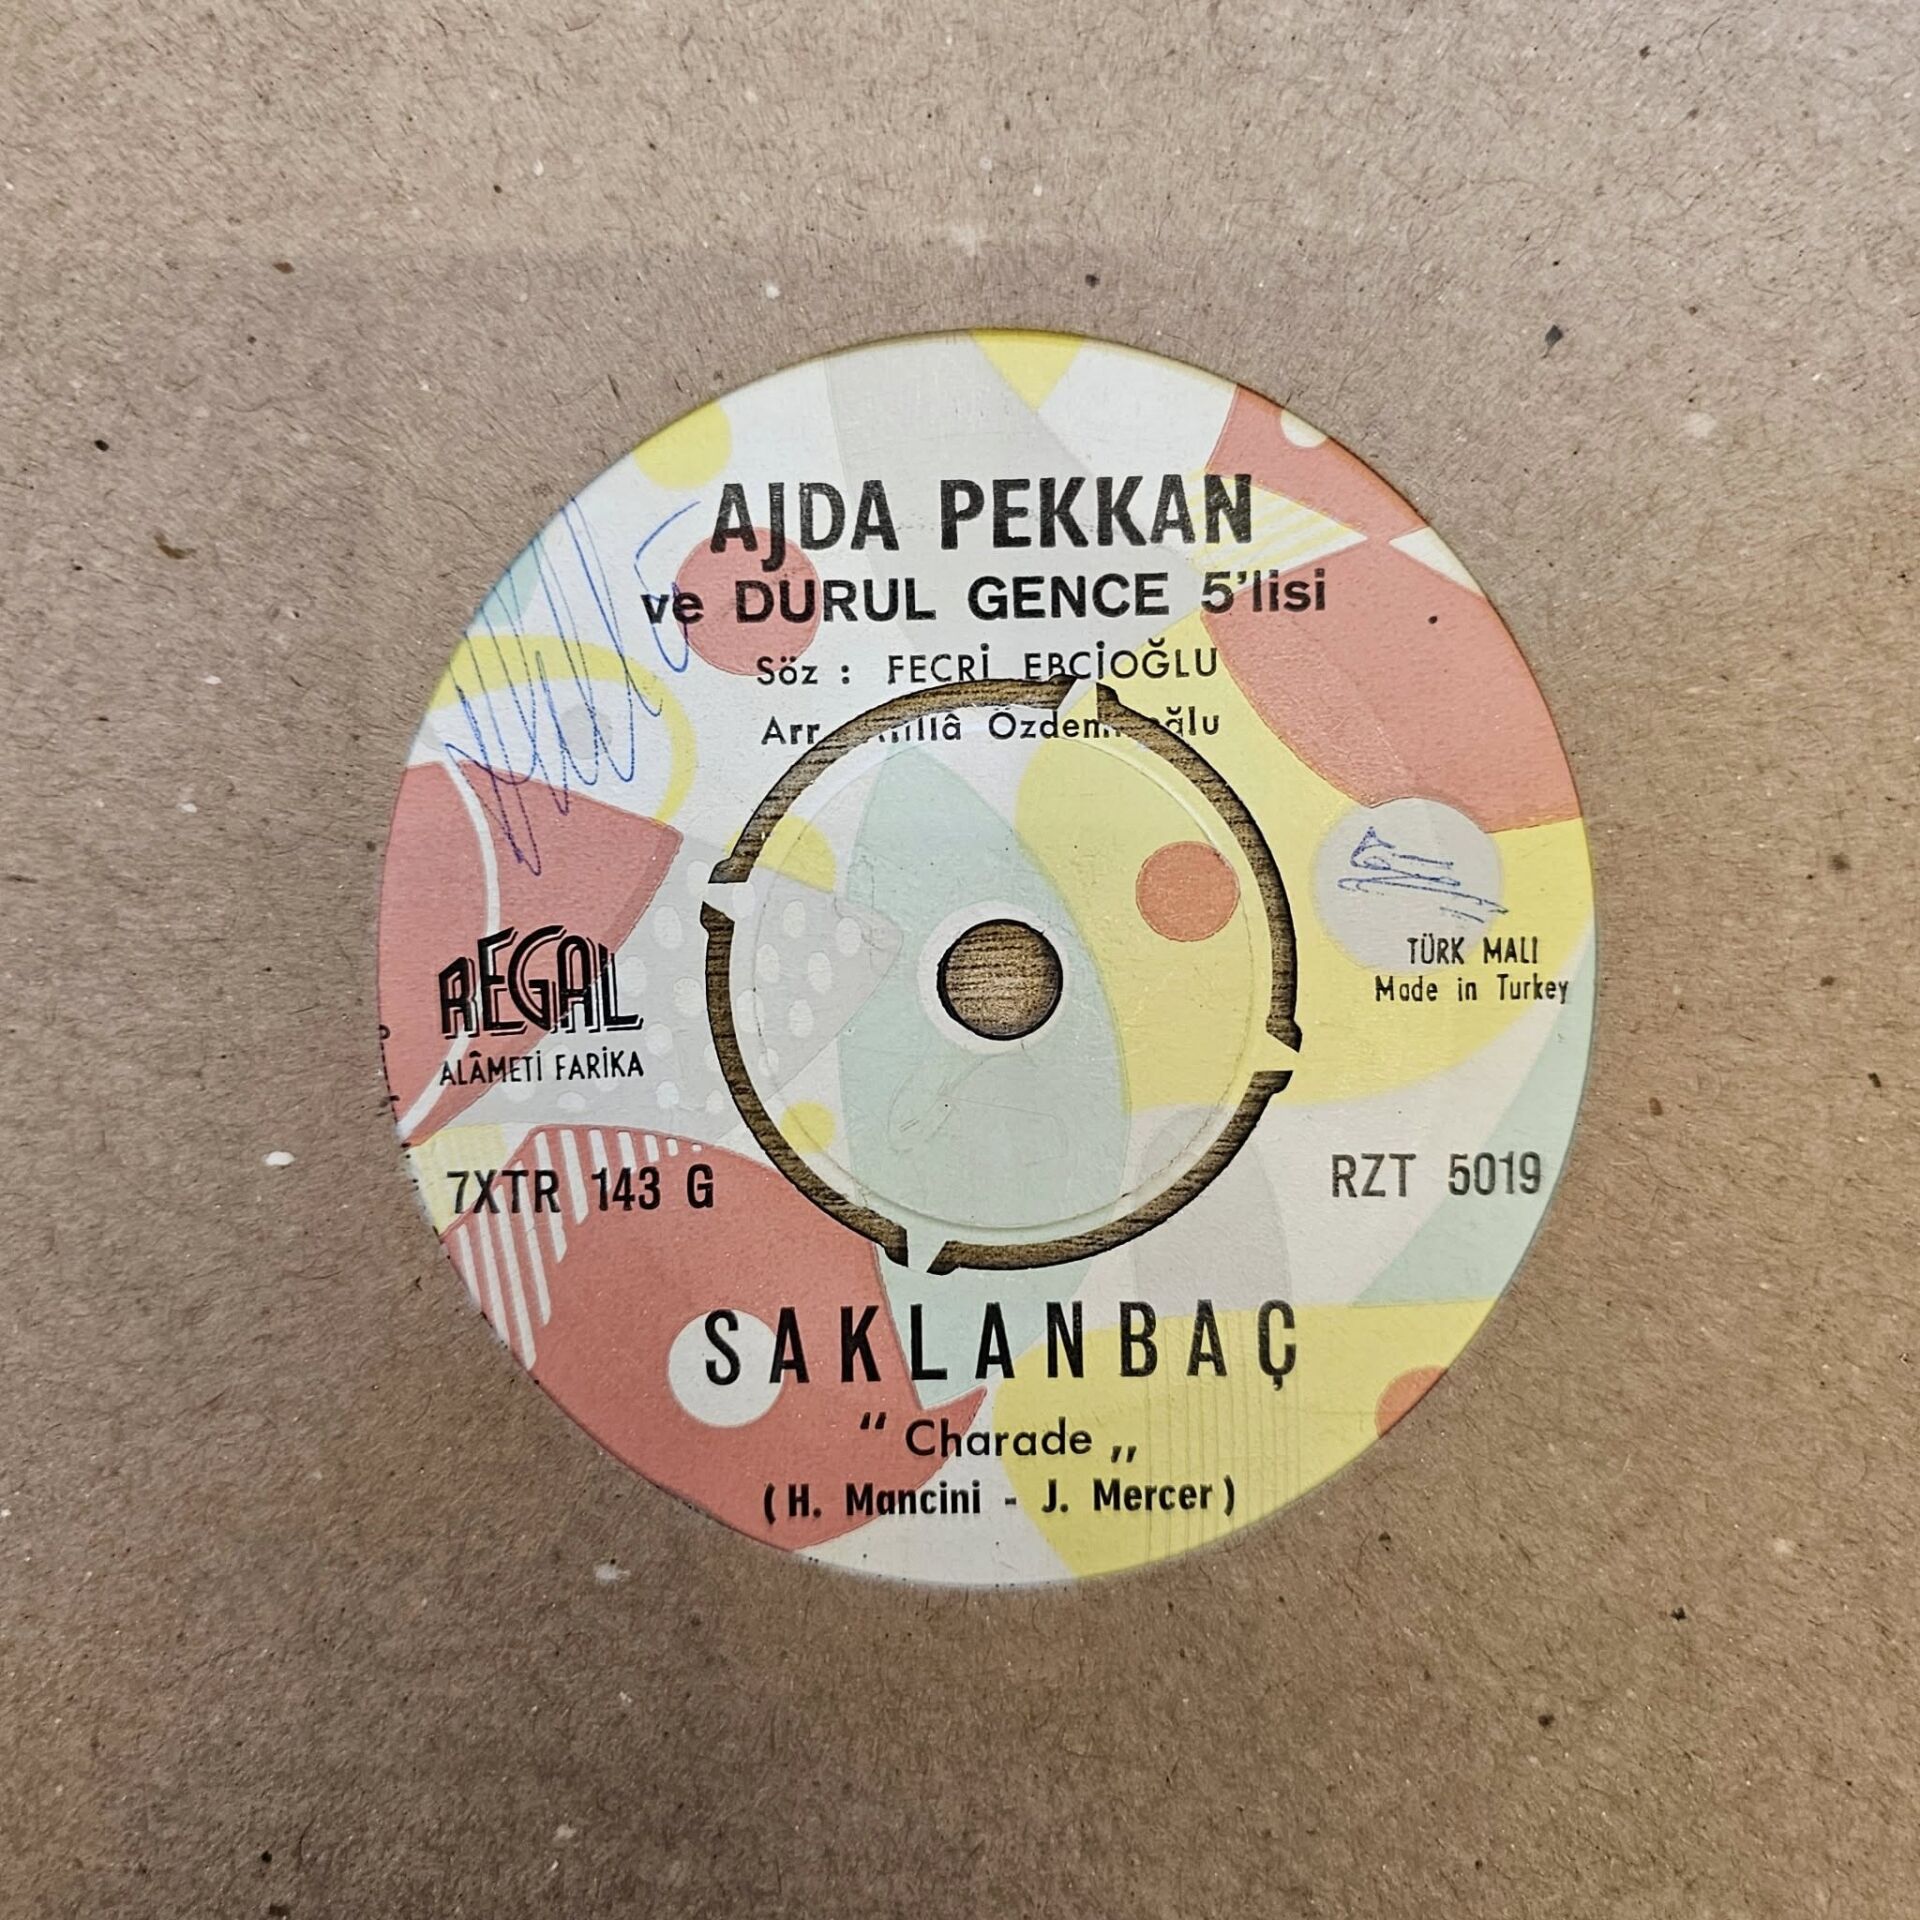 AJDA PEKKAN
ve DURUL GENCE 5'lisi
Söz : FECRİ EBCİOĞLU
Arr
REGAL
ALÂMETİ FARİKA
TÜRK MALI
Made in Turkey
7XTR 143 G
RZT 5019
SAKLANBAÇ
“ Charade „
( H. Mancini - J. Mercer )